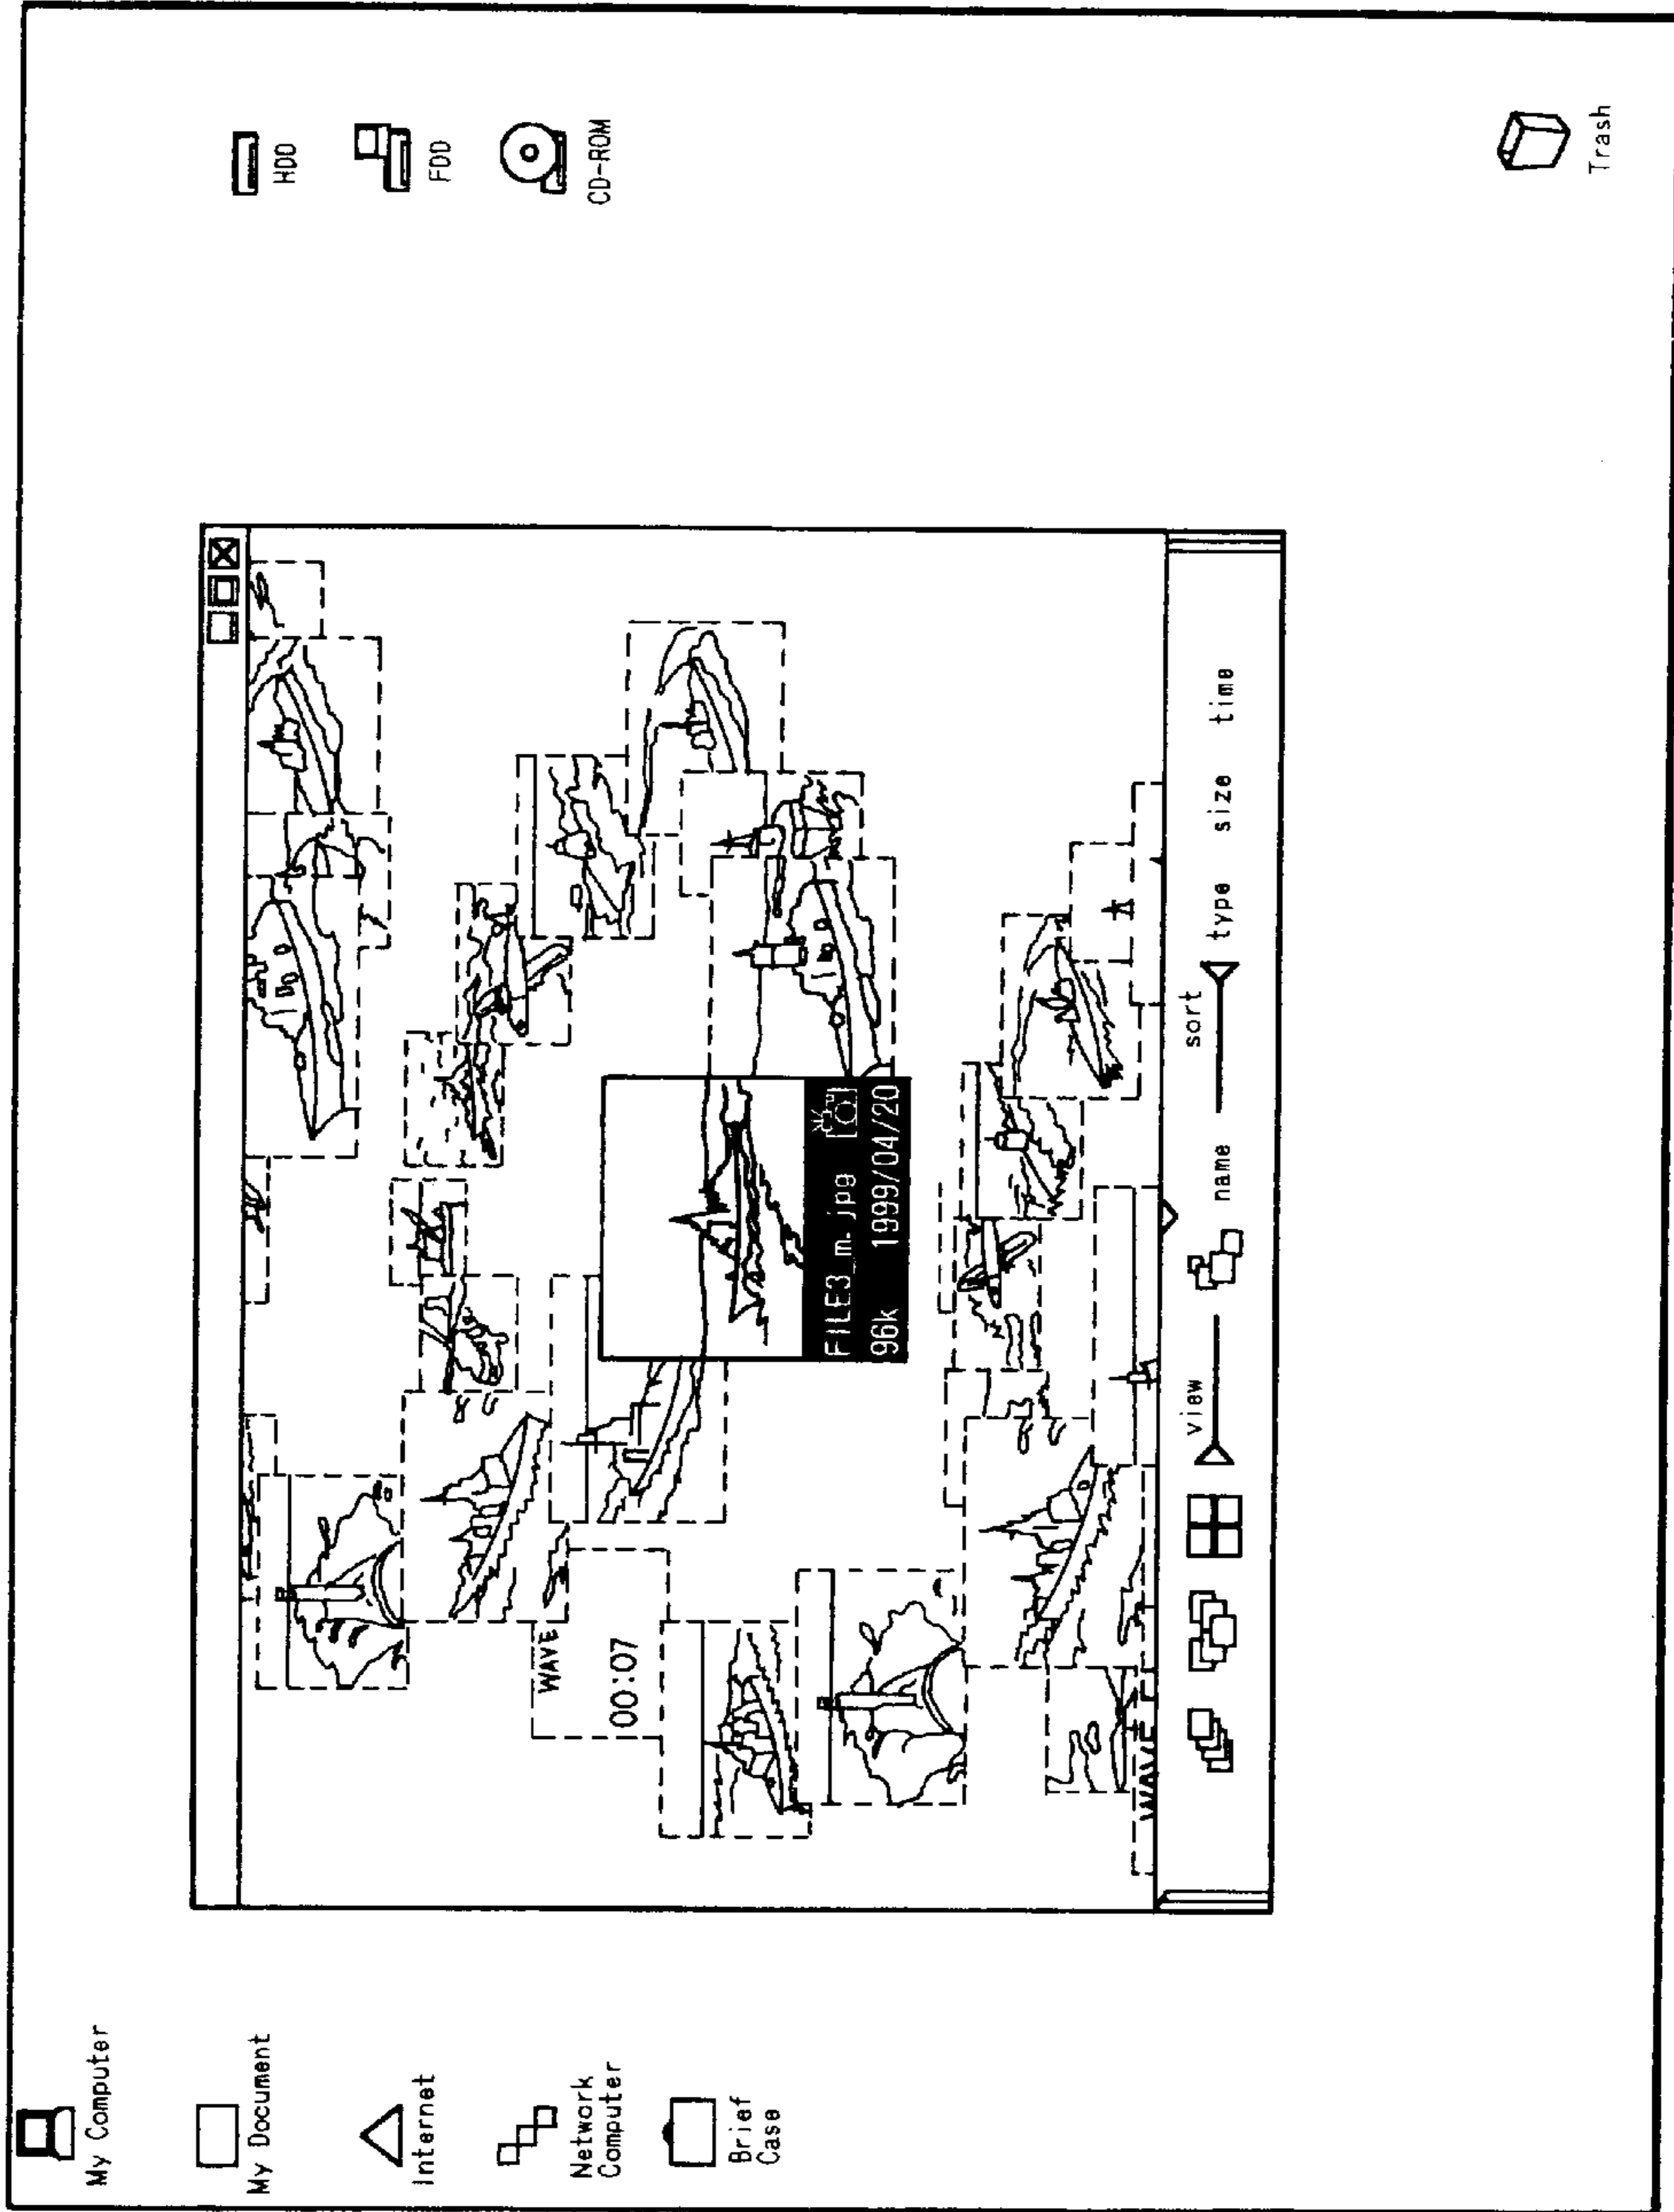 My Computer
My Document
Internet
Network
Computer
Brief
Case
HDD
FDD
CD-ROM
Trash
WAVE
00:07
FILE3_m.jpg
96k 1999/04/20
WAVE
view
sort
name type size time